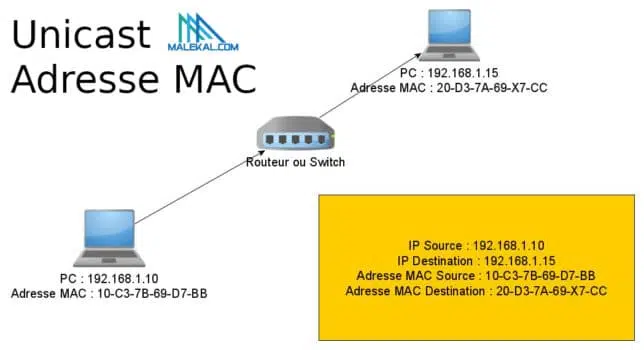 Unicast
MALEKAL.COM
Adresse MAC
PC : 192.168.1.15
Adresse MAC : 20-D3-7A-69-X7-CC
Routeur ou Switch
PC : 192.168.1.10
Adresse MAC : 10-C3-7B-69-D7-BB
IP Source : 192.168.1.10
IP Destination : 192.168.1.15
Adresse MAC Source : 10-C3-7B-69-D7-BB
Adresse MAC Destination : 20-D3-7A-69-X7-CC